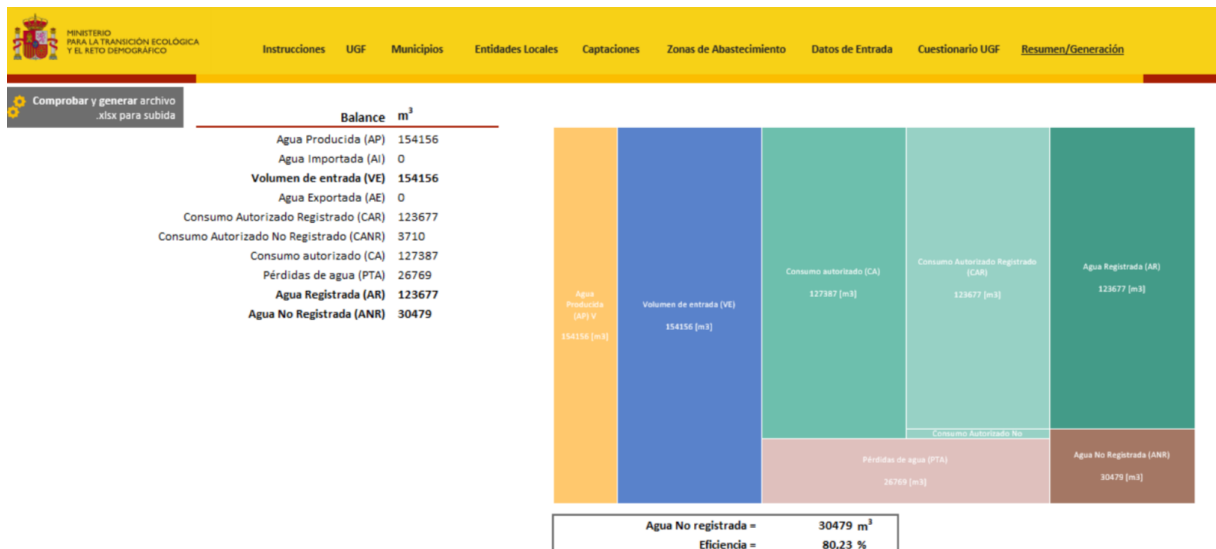 MINISTERIO
PARA LA TRANSICIÓN ECOLÓGICA
Y EL RETO DEMOGRÁFICO
Instrucciones UGF Municipios Entidades Locales Captaciones Zonas de Abastecimiento Datos de Entrada Cuestionario UGF Resumen/Generación
Comprobar y generar archivo
.xlsx para subida
Balance m³
Agua Producida (AP) 154156
Agua Importada (AI) 0
Volumen de entrada (VE) 154156
Agua Exportada (AE) 0
Consumo Autorizado Registrado (CAR) 123677
Consumo Autorizado No Registrado (CANR) 3710
Consumo autorizado (CA) 127387
Pérdidas de agua (PTA) 26769
Agua Registrada (AR) 123677
Agua No Registrada (ANR) 30479
Agua
Producida
(AP) V
154156 [m3]
Volumen de entrada (VE)
154156 [m3]
Consumo autorizado (CA)
127387 [m3]
Consumo Autorizado Registrado
(CAR)
123677 [m3]
Agua Registrada (AR)
123677 [m3]
Consumo Autorizado No
Pérdidas de agua (PTA)
26769 [m3]
Agua No Registrada (ANR)
30479 [m3]
Agua No registrada = 30479 m³
Eficiencia = 80,23 %